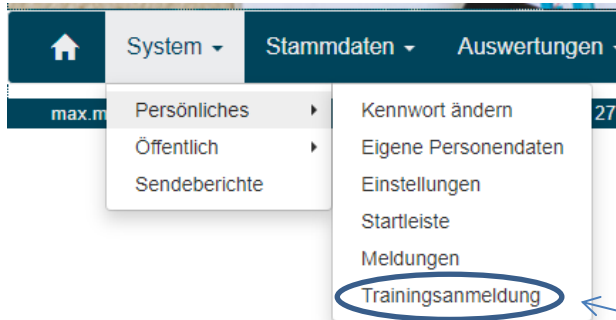 System Stammdaten Auswertungen
max.m 27
Persönliches
Öffentlich
Sendeberichte
Kennwort ändern
Eigene Personendaten
Einstellungen
Startleiste
Meldungen
Trainingsanmeldung